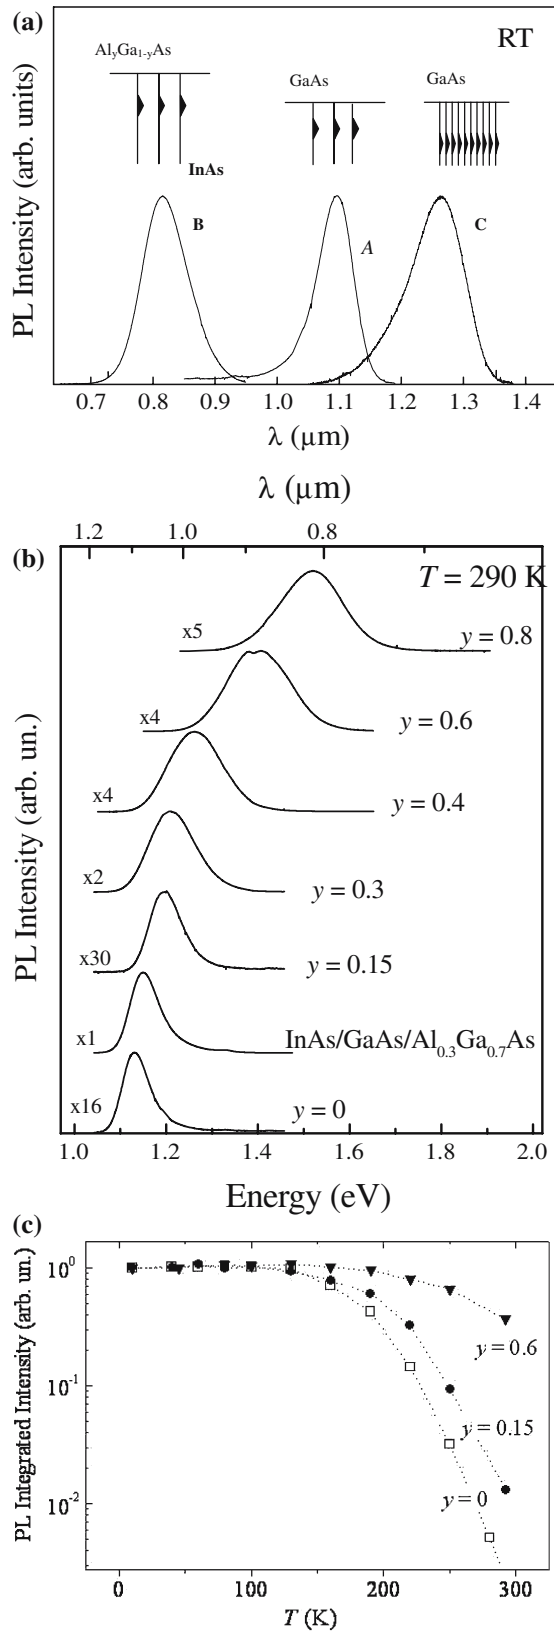 (a)
RT
AlyGa1-yAs
GaAs
GaAs
InAs
B
A
C
PL Intensity (arb. units)
0.7 0.8 0.9 1.0 1.1 1.2 1.3 1.4
λ (μm)
λ (μm)
(b)
1.2 1.0 0.8
T = 290 K
x5
y = 0.8
x4
y = 0.6
x4
y = 0.4
x2
y = 0.3
x30
y = 0.15
x1
InAs/GaAs/Al0.3Ga0.7As
x16
y = 0
PL Intensity (arb. un.)
1.0 1.2 1.4 1.6 1.8 2.0
Energy (eV)
(c)
PL Integrated Intensity (arb. un.)
10^0
10^-1
10^-2
y = 0.6
y = 0.15
y = 0
0 100 200 300
T (K)